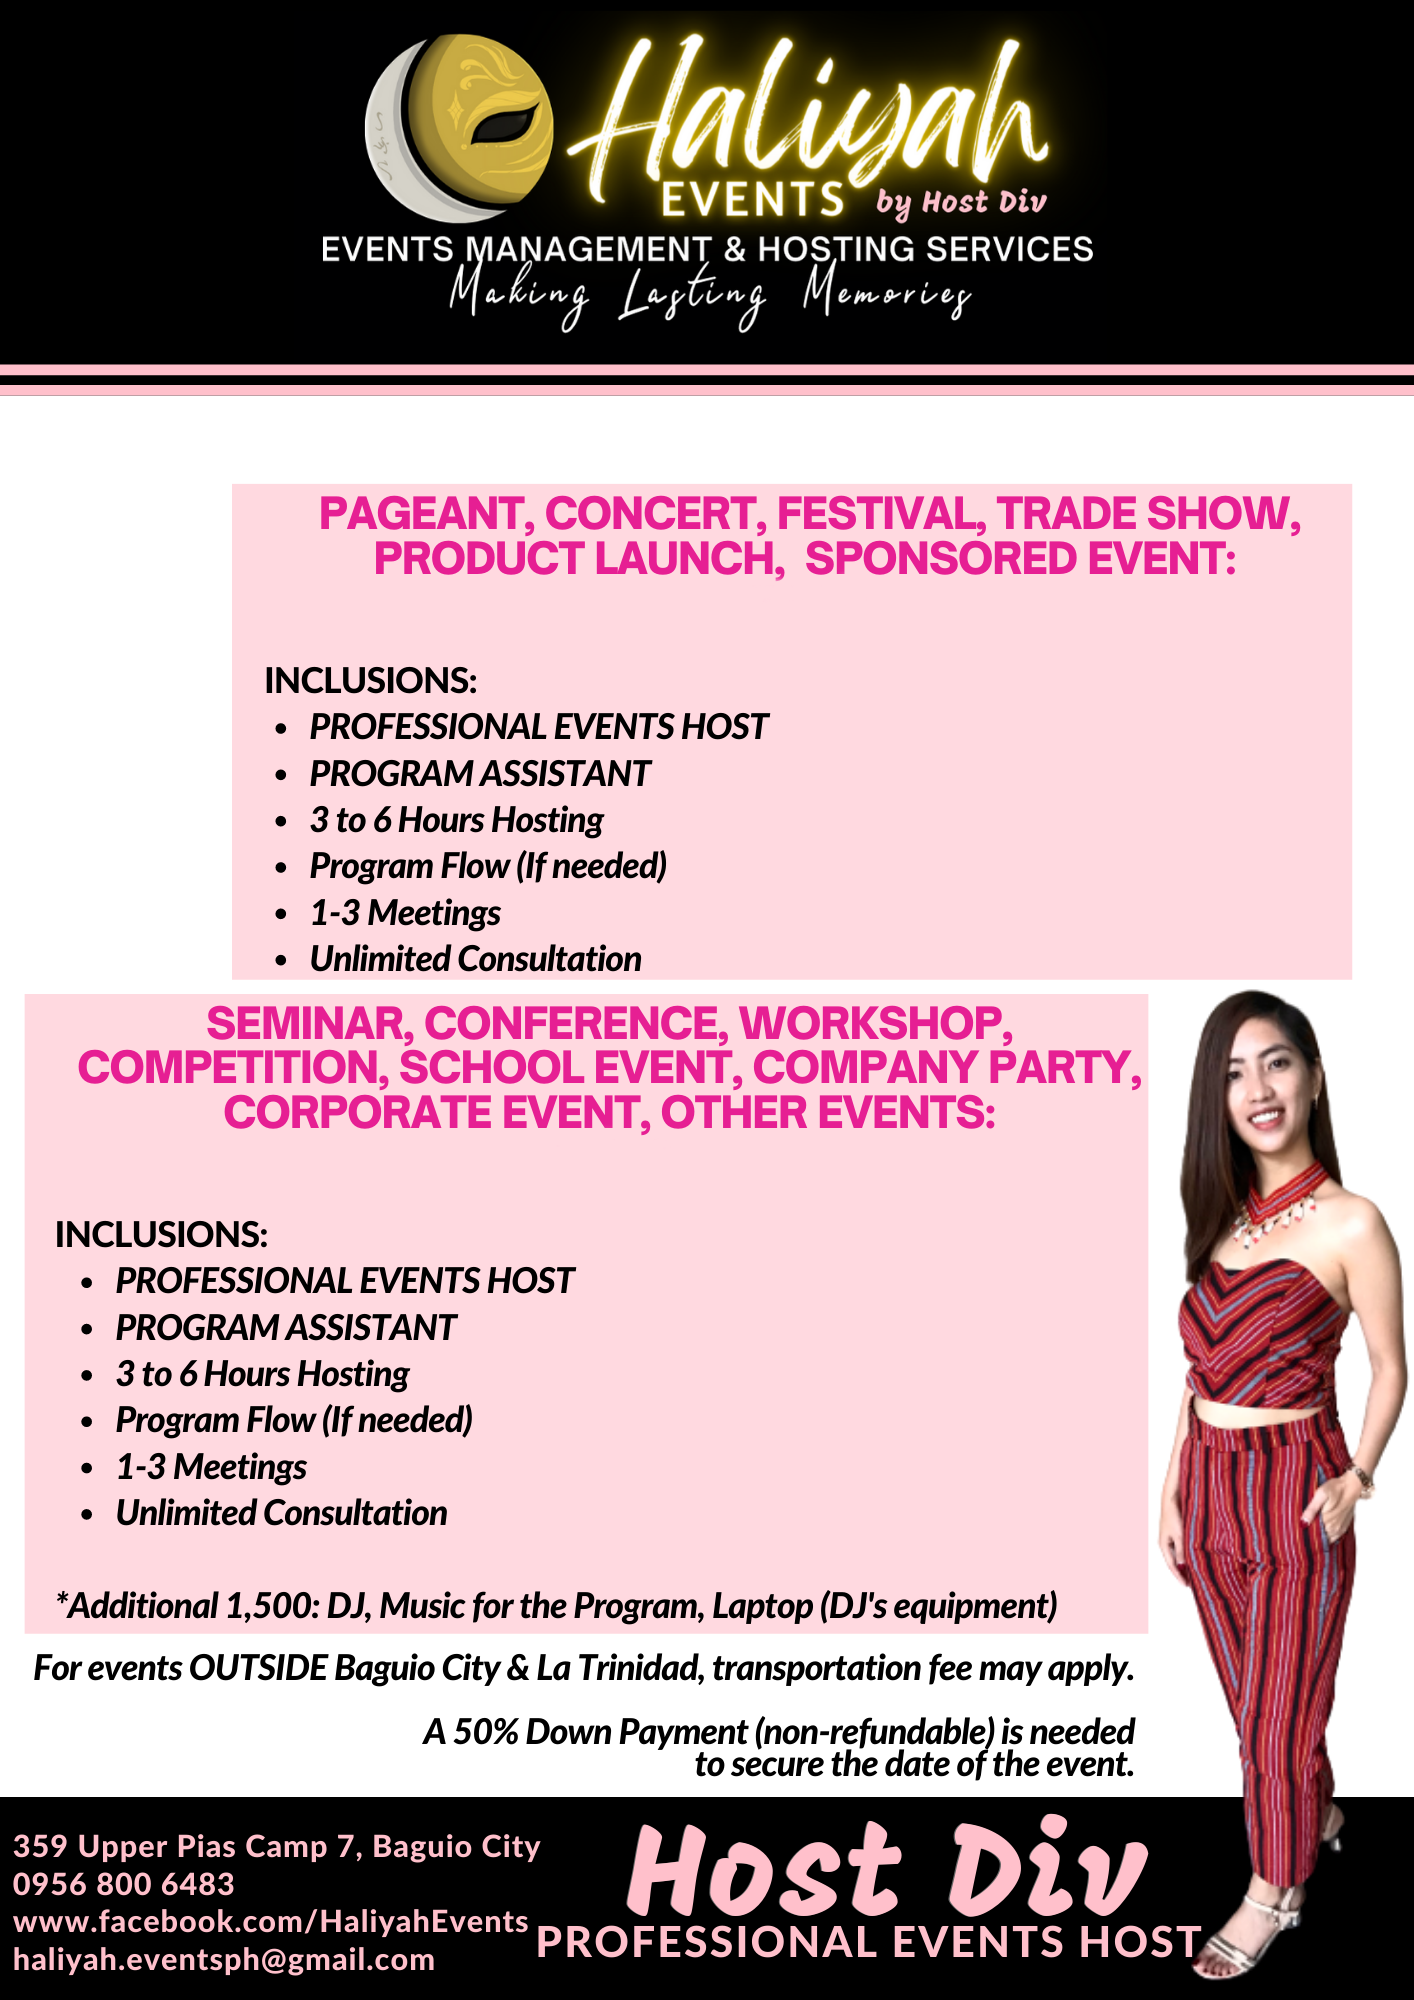 Haliyah
EVENTS by Host Div
EVENTS MANAGEMENT & HOSTING SERVICES
Making Lasting Memories
PAGEANT, CONCERT, FESTIVAL, TRADE SHOW,
PRODUCT LAUNCH, SPONSORED EVENT:
INCLUSIONS:
• PROFESSIONAL EVENTS HOST
• PROGRAM ASSISTANT
• 3 to 6 Hours Hosting
• Program Flow (If needed)
• 1-3 Meetings
• Unlimited Consultation
SEMINAR, CONFERENCE, WORKSHOP,
COMPETITION, SCHOOL EVENT, COMPANY PARTY,
CORPORATE EVENT, OTHER EVENTS:
INCLUSIONS:
• PROFESSIONAL EVENTS HOST
• PROGRAM ASSISTANT
• 3 to 6 Hours Hosting
• Program Flow (If needed)
• 1-3 Meetings
• Unlimited Consultation
*Additional 1,500: DJ, Music for the Program, Laptop (DJ's equipment)
For events OUTSIDE Baguio City & La Trinidad, transportation fee may apply.
A 50% Down Payment (non-refundable) is needed
to secure the date of the event.
359 Upper Pias Camp 7, Baguio City
0956 800 6483
www.facebook.com/HaliyahEvents
haliyah.eventsph@gmail.com
Host Div
PROFESSIONAL EVENTS HOST